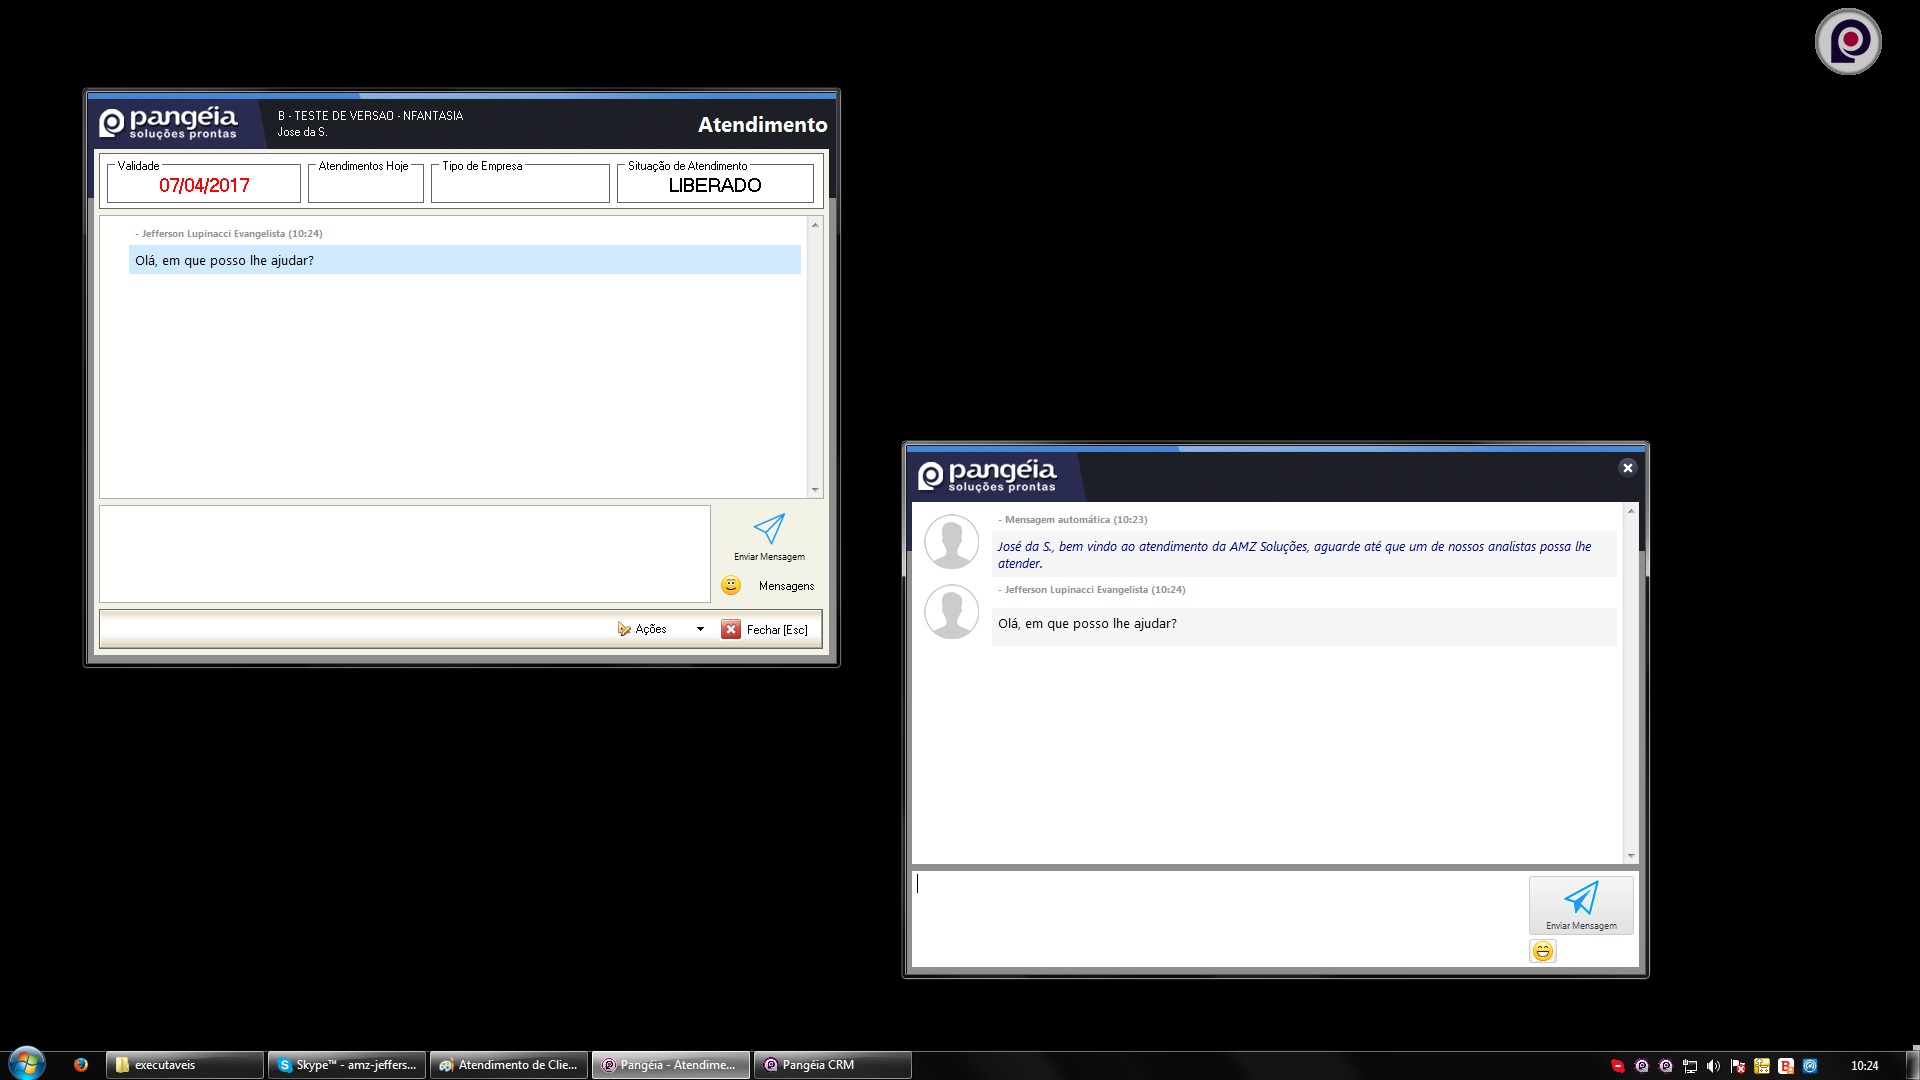 pangéia
soluções prontas
B - TESTE DE VERSAO - NFANTASIA
Jose da S.
Atendimento
Validade
07/04/2017
Atendimentos Hoje
Tipo de Empresa
Situação de Atendimento
LIBERADO
- Jefferson Lupinacci Evangelista (10:24)
Olá, em que posso lhe ajudar?
Enviar Mensagem
Mensagens
Ações
Fechar [Esc]
pangéia
soluções prontas
- Mensagem automática (10:23)
José da S., bem vindo ao atendimento da AMZ Soluções, aguarde até que um de nossos analistas possa lhe
atender.
- Jefferson Lupinacci Evangelista (10:24)
Olá, em que posso lhe ajudar?
Enviar Mensagem
executaveis
Skype™ - amz-jeffers...
Atendimento de Clie...
Pangéia - Atendime...
Pangéia CRM
10:24